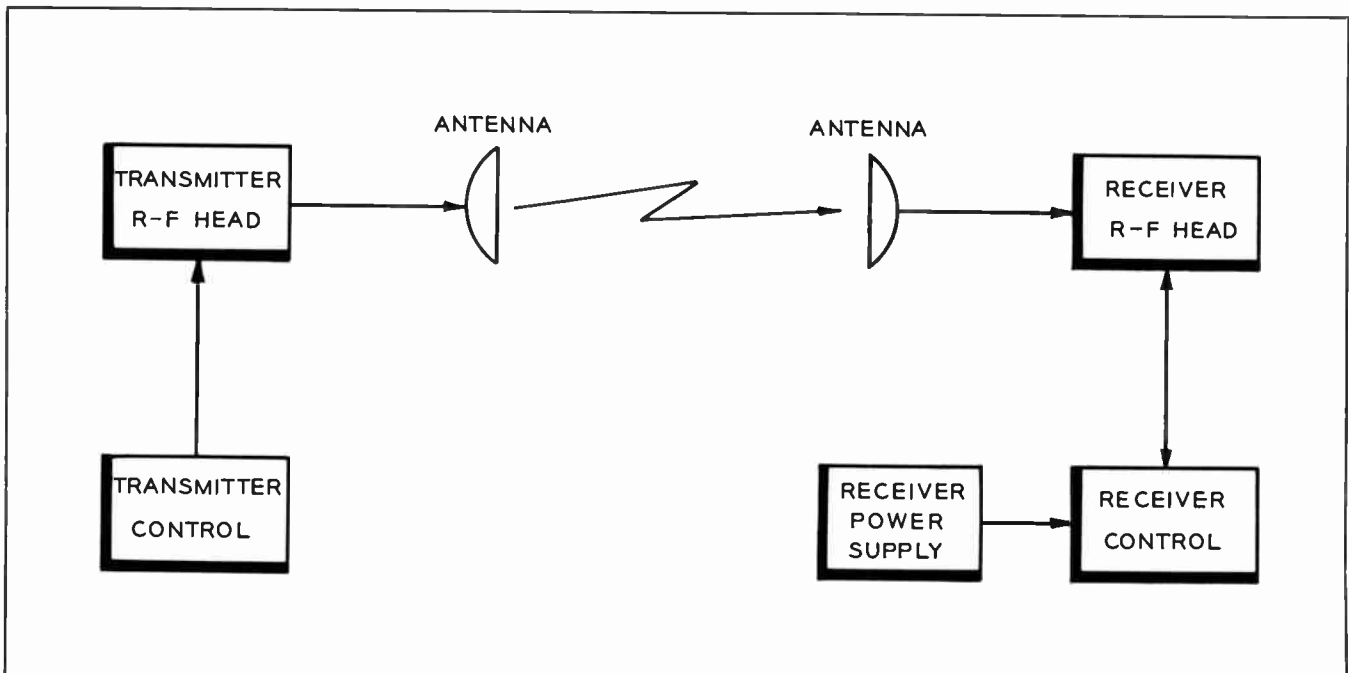 ANTENNA
ANTENNA
TRANSMITTER
R-F HEAD
RECEIVER
R-F HEAD
TRANSMITTER
CONTROL
RECEIVER
POWER
SUPPLY
RECEIVER
CONTROL